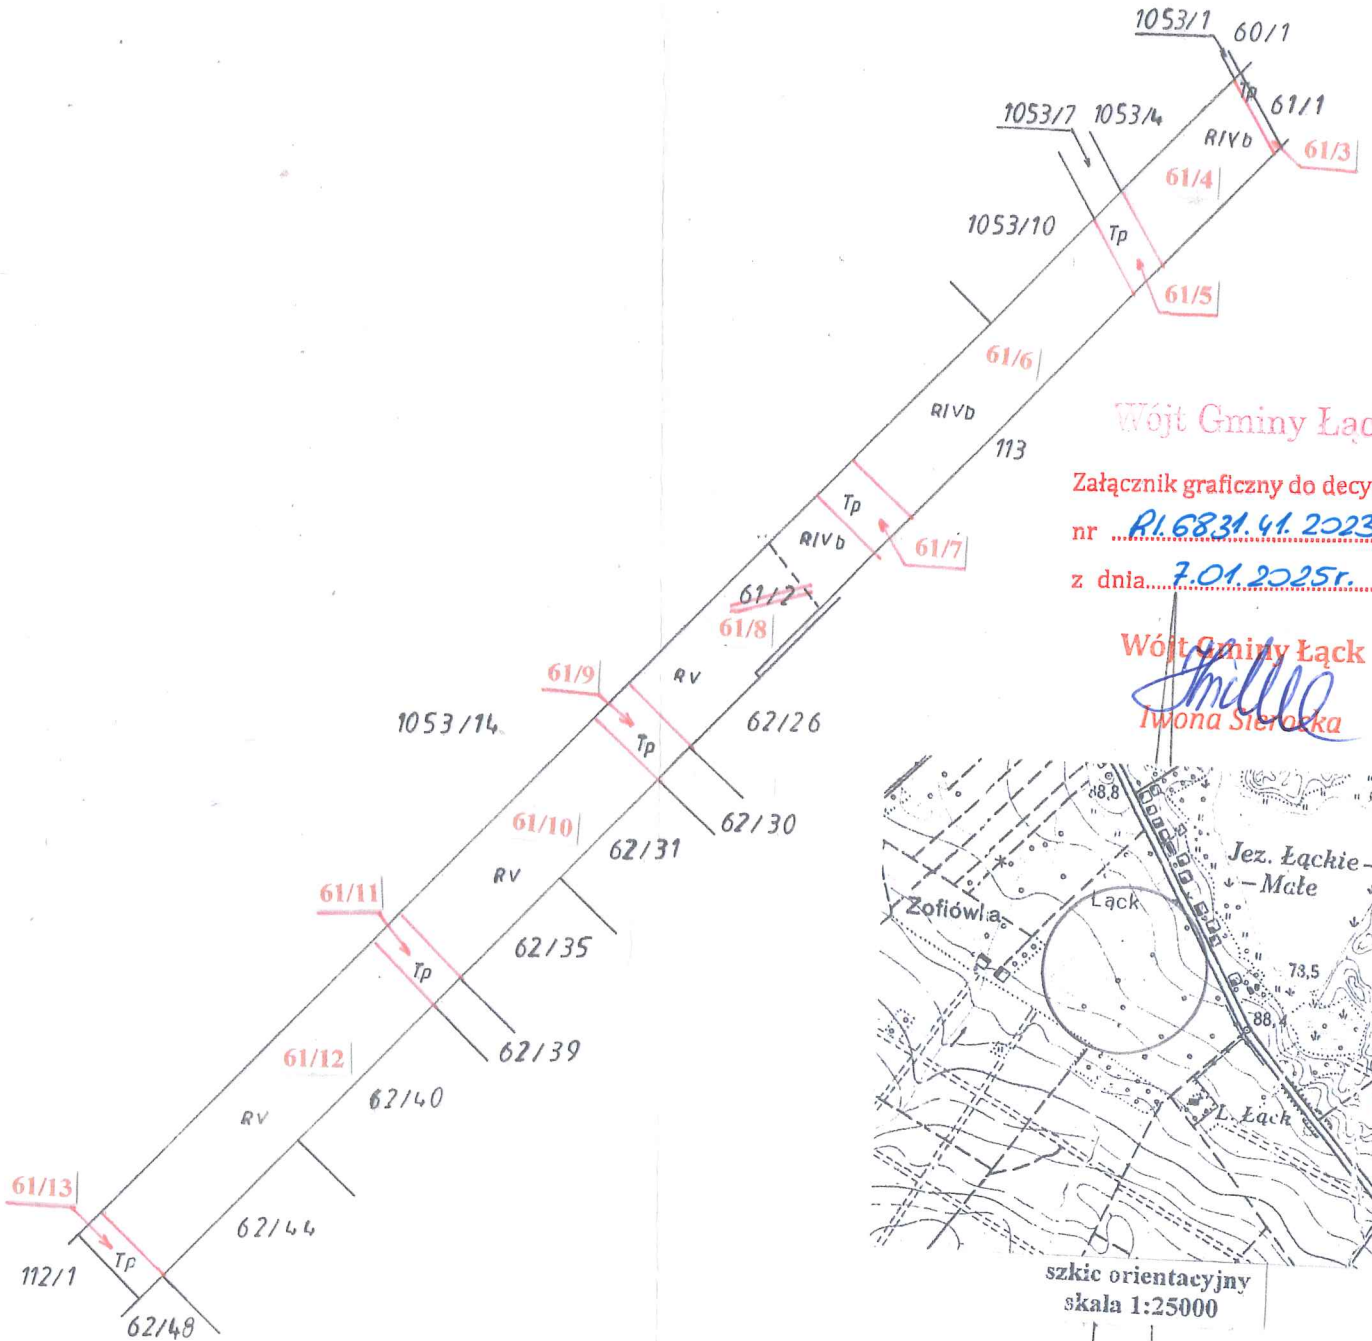 1053/1 60/1
Tp 61/1
1053/7 1053/4
RIVb 61/3
61/4
1053/10 Tp
61/5
61/6
RIVb
113
Wójt Gminy Łąc
Załącznik graficzny do decy
nr RI.6831.41.2023
z dnia 7.01.2025r.
Wójt Gminy Łąck
Iwona Sierocka
Tp
RIVb 61/7
61/2
61/8
RV
61/9
1053/14 62/26
Tp
61/10 62/30
62/31
RV
61/11
62/35
Tp
62/39
61/12
62/40
RV
61/13
62/44
Tp
112/1
62/48
88,8
Jez. Łąckie
Małe
Zofiówka Łąck
73,5
88,4
L. Łąck
szkic orientacyjny
skala 1:25000